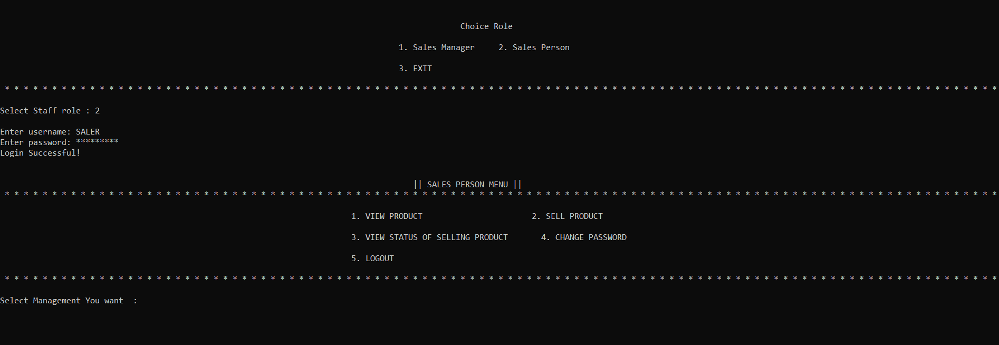 Choice Role
1. Sales Manager     2. Sales Person
3. EXIT
* * * * * * * * * * * * * * * * * * * * * * * * * * * * * * * * * * * * * * * * * * * * * * * * * * * * * * * * * * * * * * * * * * * * * * * * * * * * * * * * * * * * * * * * * * * * * * * * * * * * * * * * *
Select Staff role : 2
Enter username: SALER
Enter password: *********
Login Successful!
|| SALES PERSON MENU ||
* * * * * * * * * * * * * * * * * * * * * * * * * * * * * * * * * * * * * * * * * * * * * * * * * * * * * * * * * * * * * * * * * * * * * * * * * * * * * * * * * * * * * * * * * * * * * * * * * * * * * * * * *
1. VIEW PRODUCT                       2. SELL PRODUCT
3. VIEW STATUS OF SELLING PRODUCT       4. CHANGE PASSWORD
5. LOGOUT
* * * * * * * * * * * * * * * * * * * * * * * * * * * * * * * * * * * * * * * * * * * * * * * * * * * * * * * * * * * * * * * * * * * * * * * * * * * * * * * * * * * * * * * * * * * * * * * * * * * * * * * * *
Select Management You want  :